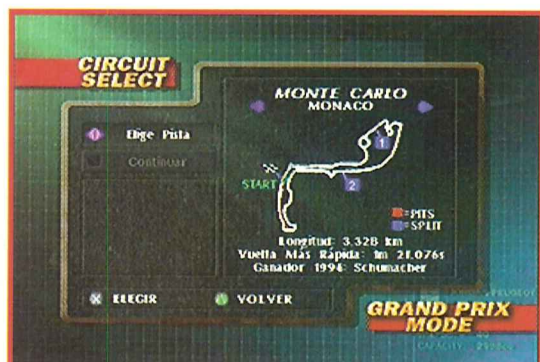 CIRCUIT
SELECT
MONTE CARLO
MONACO
Elige Pista
Continuar
1
START
2
=PITS
=SPLIT
Longitud: 3.328 km
Vuelta Más Rápida: 1m 21.076s
Ganador 1994: Schumacher
ELEGIR
VOLVER
GRAND PRIX
MODE
CAPACITY